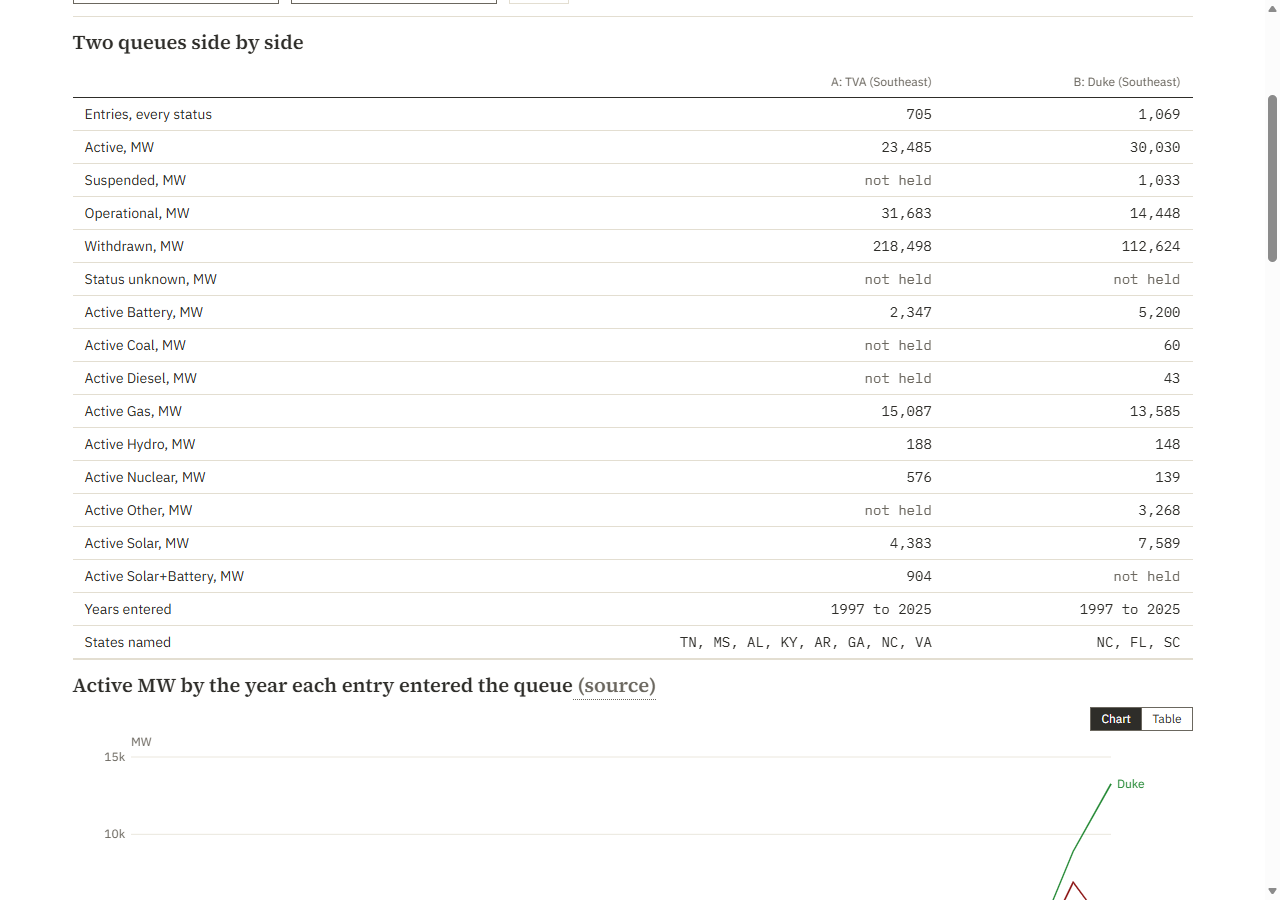 Two queues side by side
A: TVA (Southeast) B: Duke (Southeast)
Entries, every status 705 1,069
Active, MW 23,485 30,030
Suspended, MW not held 1,033
Operational, MW 31,683 14,448
Withdrawn, MW 218,498 112,624
Status unknown, MW not held not held
Active Battery, MW 2,347 5,200
Active Coal, MW not held 60
Active Diesel, MW not held 43
Active Gas, MW 15,087 13,585
Active Hydro, MW 188 148
Active Nuclear, MW 576 139
Active Other, MW not held 3,268
Active Solar, MW 4,383 7,589
Active Solar+Battery, MW 904 not held
Years entered 1997 to 2025 1997 to 2025
States named TN, MS, AL, KY, AR, GA, NC, VA NC, FL, SC
Active MW by the year each entry entered the queue (source)
Chart Table
MW
15k
Duke
10k